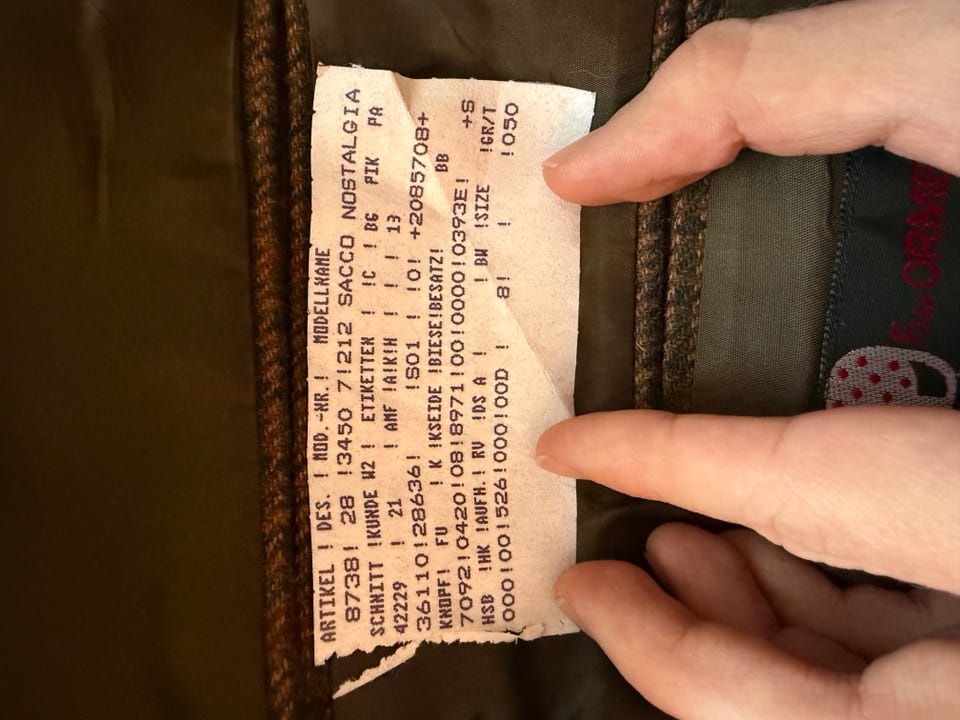 ARTIKEL ! DES. ! MOD.-NR.! MODELLNAME
8738! 28 !3450 7!212 SACCO NOSTALGIA
SCHNITT !KUNDE W2 ! ETIKETTEN ! !C ! BG PIK PA
42229 ! 21 ! AMF !A!K!H ! ! ! 13
36110!28636! !S01 ! !0! +2085708+
KNOPF! FU ! K !KSEIDE !BIESE!BESATZ! BB
7092!0420!08!8971!00!0000!0393E! +S
HSB !HK !AUFH.! RV !DS A ! ! BW !SIZE !GR/T
000!00!526!000!00D ! 8! ! !050